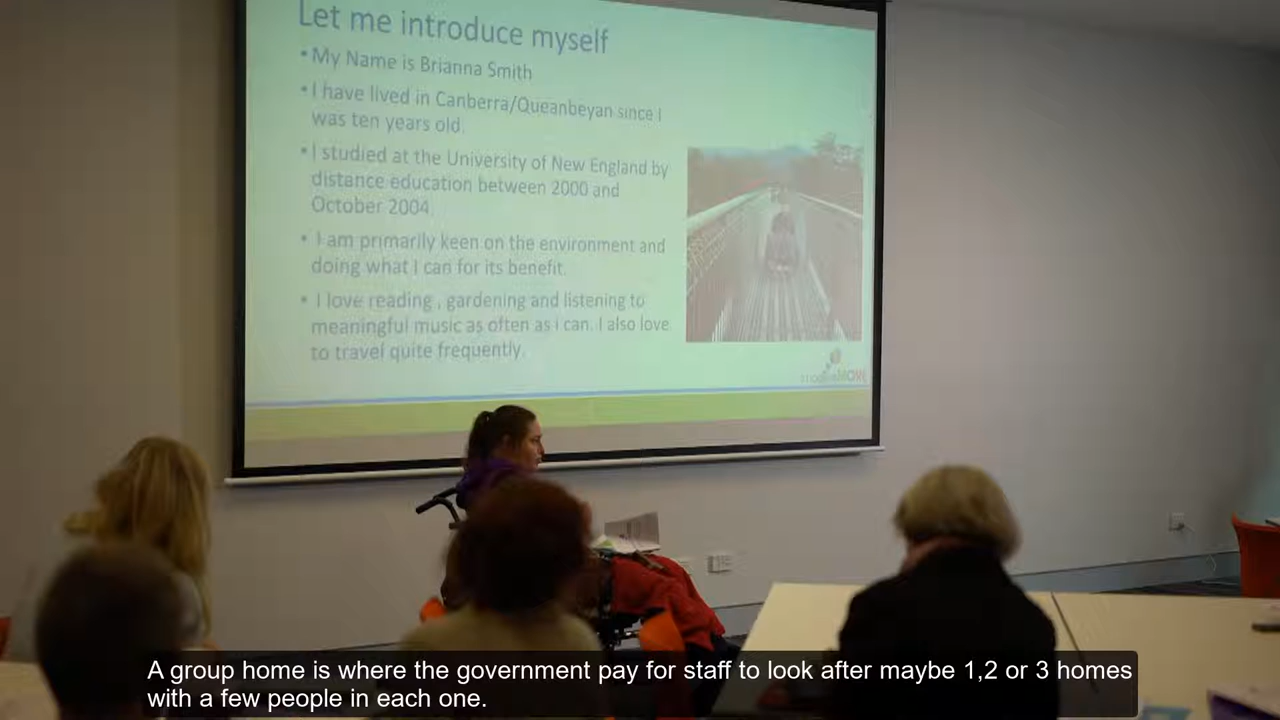 Let me introduce myself
• My Name is Brianna Smith
• I have lived in Canberra/Queanbeyan since I
was ten years old.
• I studied at the University of New England by
distance education between 2000 and
October 2004
• I am primarily keen on the environment and
doing what I can for its benefit.
• I love reading , gardening and listening to
meaningful music as often as i can. I also love
to travel quite frequently.
A group home is where the government pay for staff to look after maybe 1,2 or 3 homes
with a few people in each one.